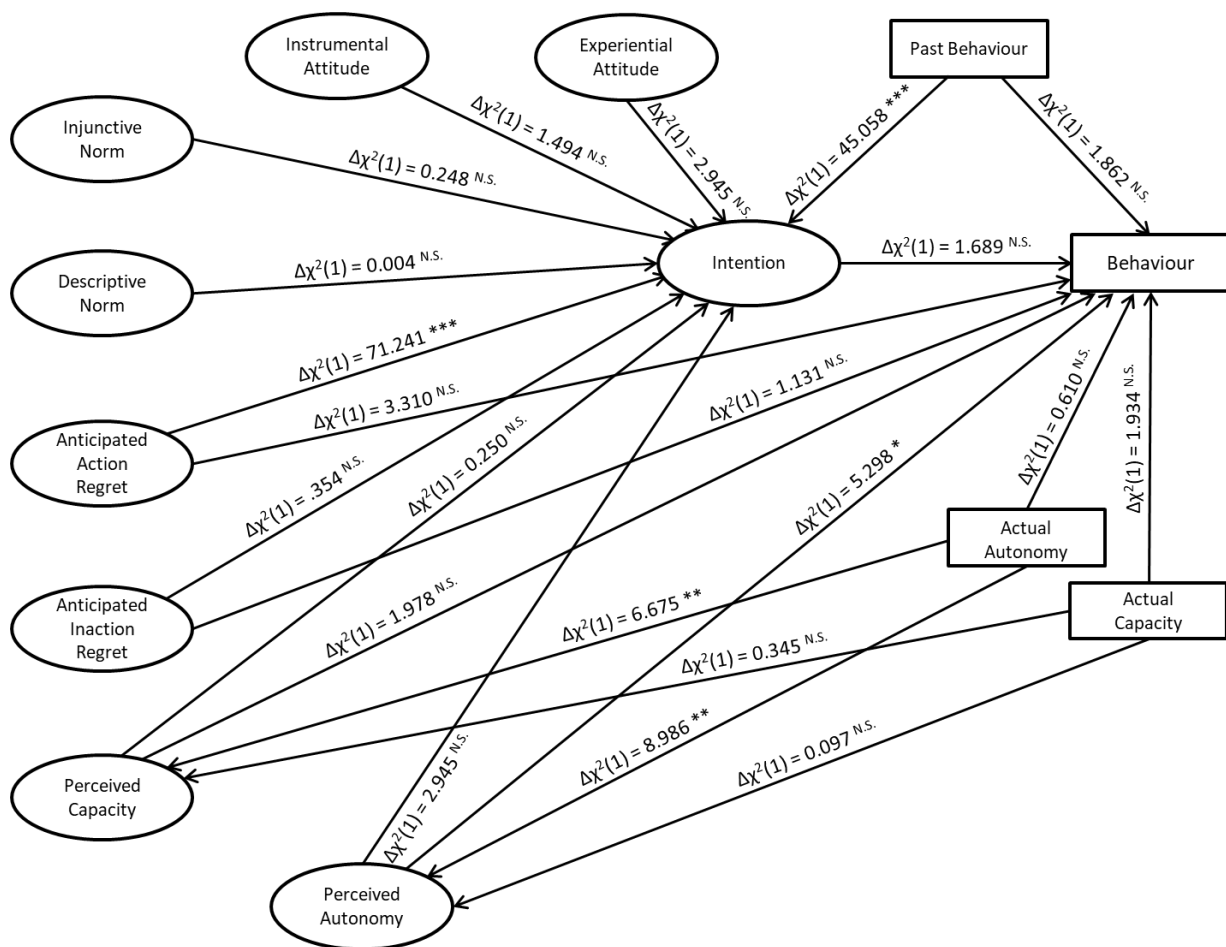 Instrumental
Attitude
Experiential
Attitude
Past Behaviour
Injunctive
Norm
Δχ²(1) = 1.494 N.S.
Δχ²(1) = 2.945 N.S.
Δχ²(1) = 45.058 ***
Δχ²(1) = 1.862 N.S.
Δχ²(1) = 0.248 N.S.
Descriptive
Norm
Δχ²(1) = 0.004 N.S.
Intention
Δχ²(1) = 1.689 N.S.
Behaviour
Δχ²(1) = 71.241 ***
Δχ²(1) = 3.310 N.S.
Anticipated
Action
Regret
Δχ²(1) = .354 N.S.
Δχ²(1) = 0.250 N.S.
Δχ²(1) = 1.131 N.S.
Δχ²(1) = 5.298 *
Δχ²(1) = 0.610 N.S.
Δχ²(1) = 1.934 N.S.
Actual
Autonomy
Anticipated
Inaction
Regret
Δχ²(1) = 1.978 N.S.
Δχ²(1) = 6.675 **
Actual
Capacity
Δχ²(1) = 0.345 N.S.
Perceived
Capacity
Δχ²(1) = 2.945 N.S.
Δχ²(1) = 8.986 **
Δχ²(1) = 0.097 N.S.
Perceived
Autonomy